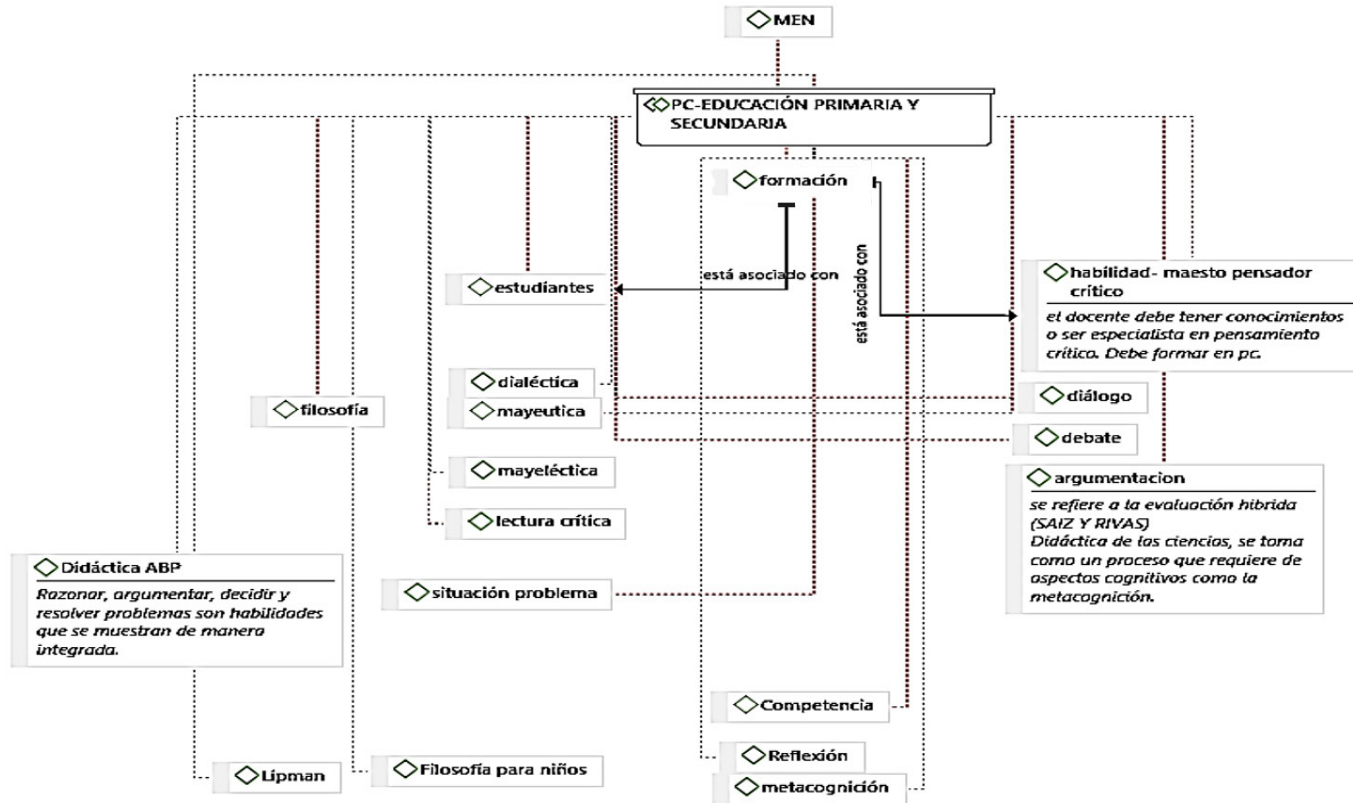 MEN
PC-EDUCACIÓN PRIMARIA Y
SECUNDARIA
formación
está asociado con
está asociado con
estudiantes
habilidad- maesto pensador
crítico
el docente debe tener conocimientos
o ser especialista en pensamiento
crítico. Debe formar en pc.
dialéctica
mayeutica
filosofía
diálogo
debate
mayeléctica
lectura crítica
argumentacion
se refiere a la evaluación hibrida
(SAIZ Y RIVAS)
Didáctica de las ciencias, se toma
como un proceso que requiere de
aspectos cognitivos como la
metacognición.
Didáctica ABP
Razonar, argumentar, decidir y
resolver problemas son habilidades
que se muestran de manera
integrada.
situación problema
Competencia
Reflexión
metacognición
Lipman
Filosofía para niños